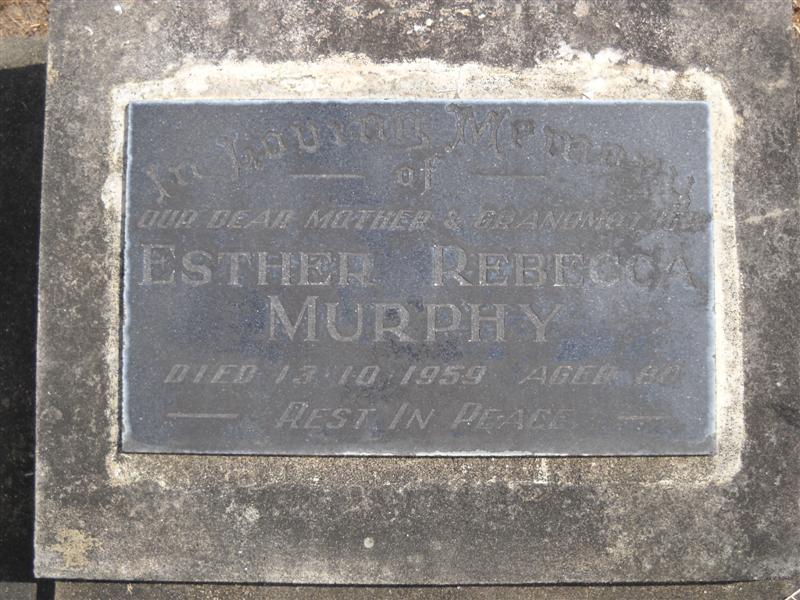 In Loving Memory
of
OUR DEAR MOTHER & GRANDMOTHER
ESTHER REBECCA
MURPHY
DIED 13·10·1959 AGED 80
REST IN PEACE